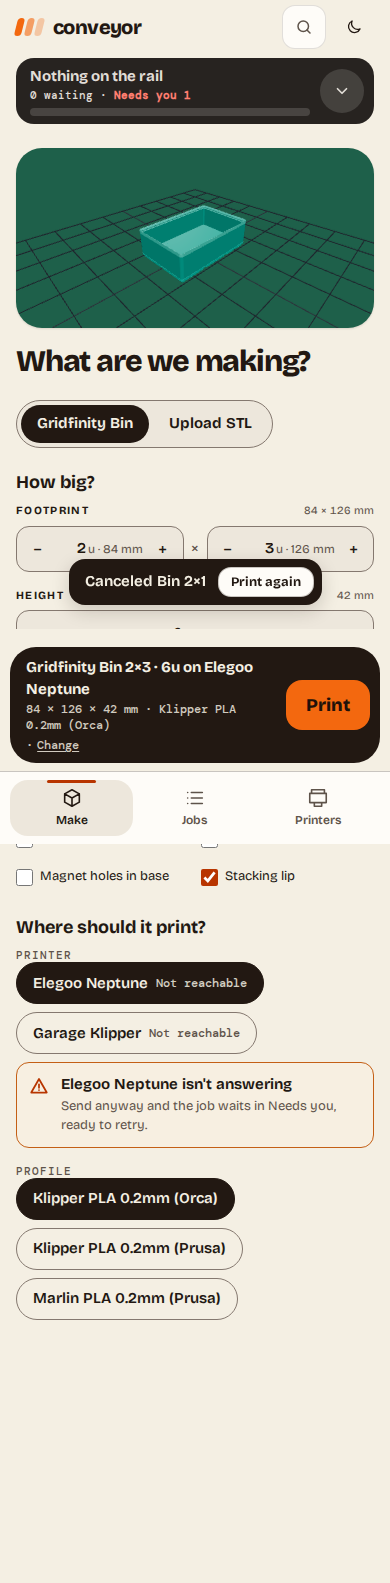 conveyor
Nothing on the rail
0 waiting · Needs you 1
What are we making?
Gridfinity Bin
Upload STL
How big?
FOOTPRINT
84 × 126 mm
− 2 u · 84 mm + × − 3 u · 126 mm +
HEIGHT
42 mm
Canceled Bin 2×1
Print again
Gridfinity Bin 2×3 · 6u on Elegoo
Neptune
84 × 126 × 42 mm · Klipper PLA
0.2mm (Orca)
· Change
Print
Make
Jobs
Printers
Magnet holes in base
Stacking lip
Where should it print?
PRINTER
Elegoo Neptune Not reachable
Garage Klipper Not reachable
Elegoo Neptune isn't answering
Send anyway and the job waits in Needs you,
ready to retry.
PROFILE
Klipper PLA 0.2mm (Orca)
Klipper PLA 0.2mm (Prusa)
Marlin PLA 0.2mm (Prusa)